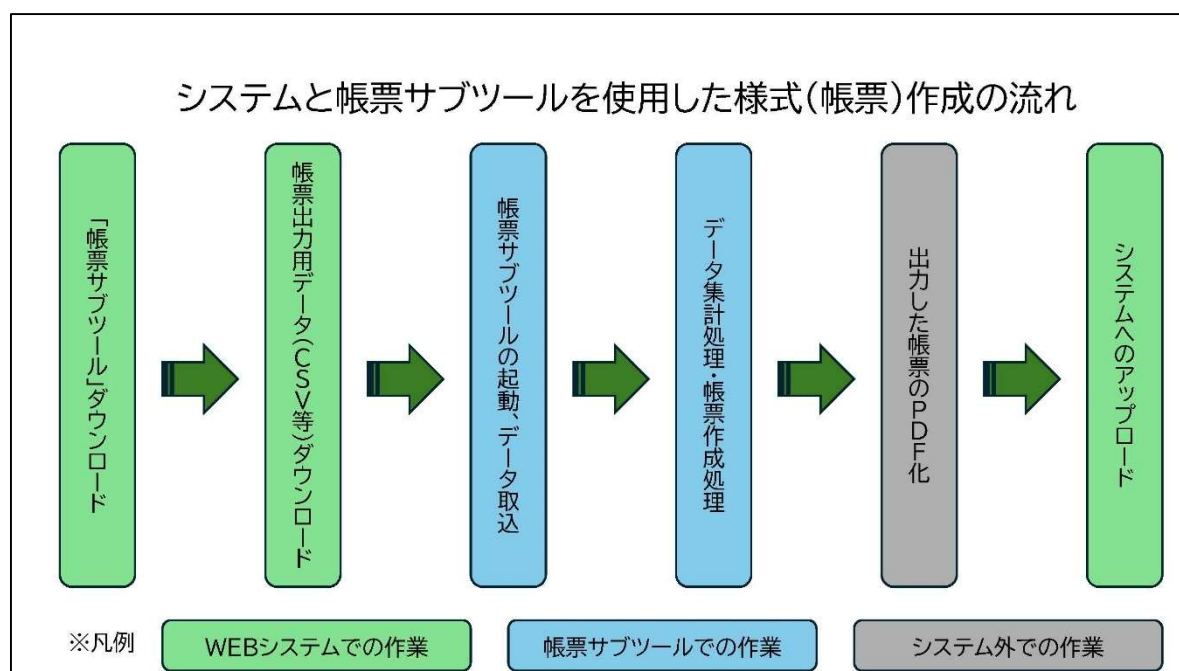 システムと帳票サブツールを使用した様式(帳票)作成の流れ
「帳票サブツール」ダウンロード
帳票出力用データ(CSV等)ダウンロード
帳票サブツールの起動、データ取込
データ集計処理・帳票作成処理
出力した帳票のPDF化
システムへのアップロード
※凡例
WEBシステムでの作業
帳票サブツールでの作業
システム外での作業